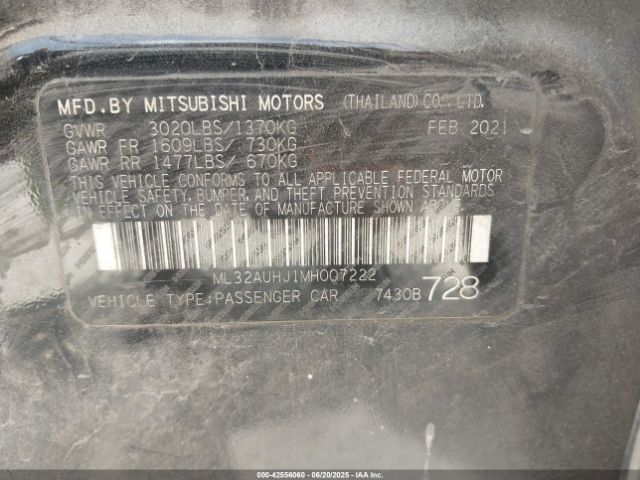 MFD. BY MITSUBISHI MOTORS (THAILAND) CO., LTD.
GVWR 3020LBS/1370KG FEB 2021
GAWR FR 1609LBS/ 730KG
GAWR RR 1477LBS/ 670KG
THIS VEHICLE CONFORMS TO ALL APPLICABLE FEDERAL MOTOR
VEHICLE SAFETY, BUMPER, AND THEFT PREVENTION STANDARDS
IN EFFECT ON THE DATE OF MANUFACTURE SHOWN ABOVE.
ML32AUHJ1MH007222
VEHICLE TYPE:PASSENGER CAR 7430B 728
000-42556060 / 06/20/2025 / IAAI.COM